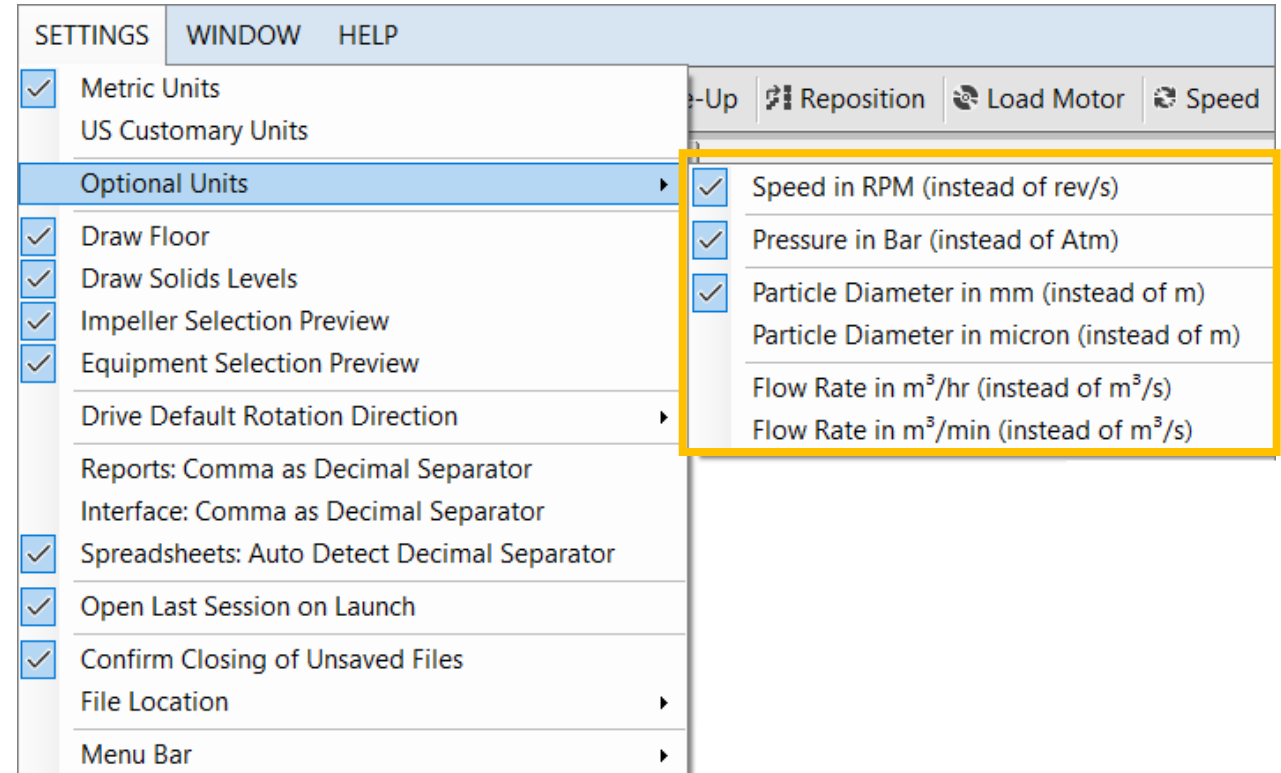 SETTINGS WINDOW HELP
Metric Units
US Customary Units
Optional Units
Draw Floor
Draw Solids Levels
Impeller Selection Preview
Equipment Selection Preview
Drive Default Rotation Direction
Reports: Comma as Decimal Separator
Interface: Comma as Decimal Separator
Spreadsheets: Auto Detect Decimal Separator
Open Last Session on Launch
Confirm Closing of Unsaved Files
File Location
Menu Bar
-Up Reposition Load Motor Speed
Speed in RPM (instead of rev/s)
Pressure in Bar (instead of Atm)
Particle Diameter in mm (instead of m)
Particle Diameter in micron (instead of m)
Flow Rate in m³/hr (instead of m³/s)
Flow Rate in m³/min (instead of m³/s)